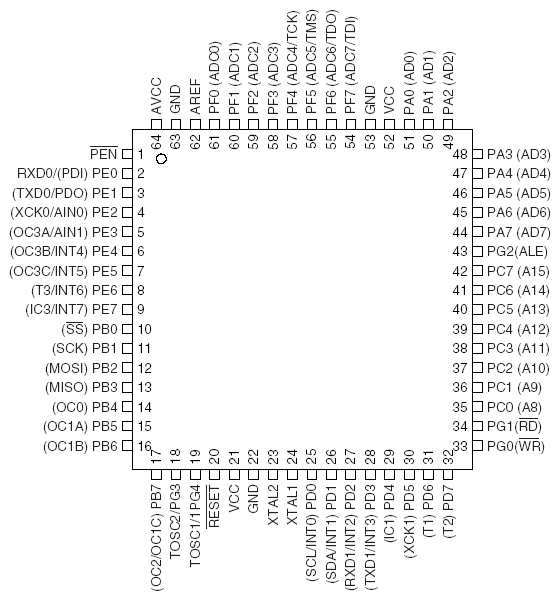 AVCC
GND
AREF
PF0 (ADC0)
PF1 (ADC1)
PF2 (ADC2)
PF3 (ADC3)
PF4 (ADC4/TCK)
PF5 (ADC5/TMS)
PF6 (ADC6/TDO)
PF7 (ADC7/TDI)
GND
VCC
PA0 (AD0)
PA1 (AD1)
PA2 (AD2)
64
63
62
61
60
59
58
57
56
55
54
53
52
51
50
49
PEN 1
RXD0/(PDI) PE0 2
(TXD0/PDO) PE1 3
(XCK0/AIN0) PE2 4
(OC3A/AIN1) PE3 5
(OC3B/INT4) PE4 6
(OC3C/INT5) PE5 7
(T3/INT6) PE6 8
(IC3/INT7) PE7 9
(SS) PB0 10
(SCK) PB1 11
(MOSI) PB2 12
(MISO) PB3 13
(OC0) PB4 14
(OC1A) PB5 15
(OC1B) PB6 16
48 PA3 (AD3)
47 PA4 (AD4)
46 PA5 (AD5)
45 PA6 (AD6)
44 PA7 (AD7)
43 PG2(ALE)
42 PC7 (A15)
41 PC6 (A14)
40 PC5 (A13)
39 PC4 (A12)
38 PC3 (A11)
37 PC2 (A10)
36 PC1 (A9)
35 PC0 (A8)
34 PG1(RD)
33 PG0(WR)
17
18
19
20
21
22
23
24
25
26
27
28
29
30
31
32
(OC2/OC1C) PB7
TOSC2/PG3
TOSC1/1PG4
RESET
VCC
GND
XTAL2
XTAL1
(SCL/INT0) PD0
(SDA/INT1) PD1
(RXD1/INT2) PD2
(TXD1/INT3) PD3
(IC1) PD4
(XCK1) PD5
(T1) PD6
(T2) PD7